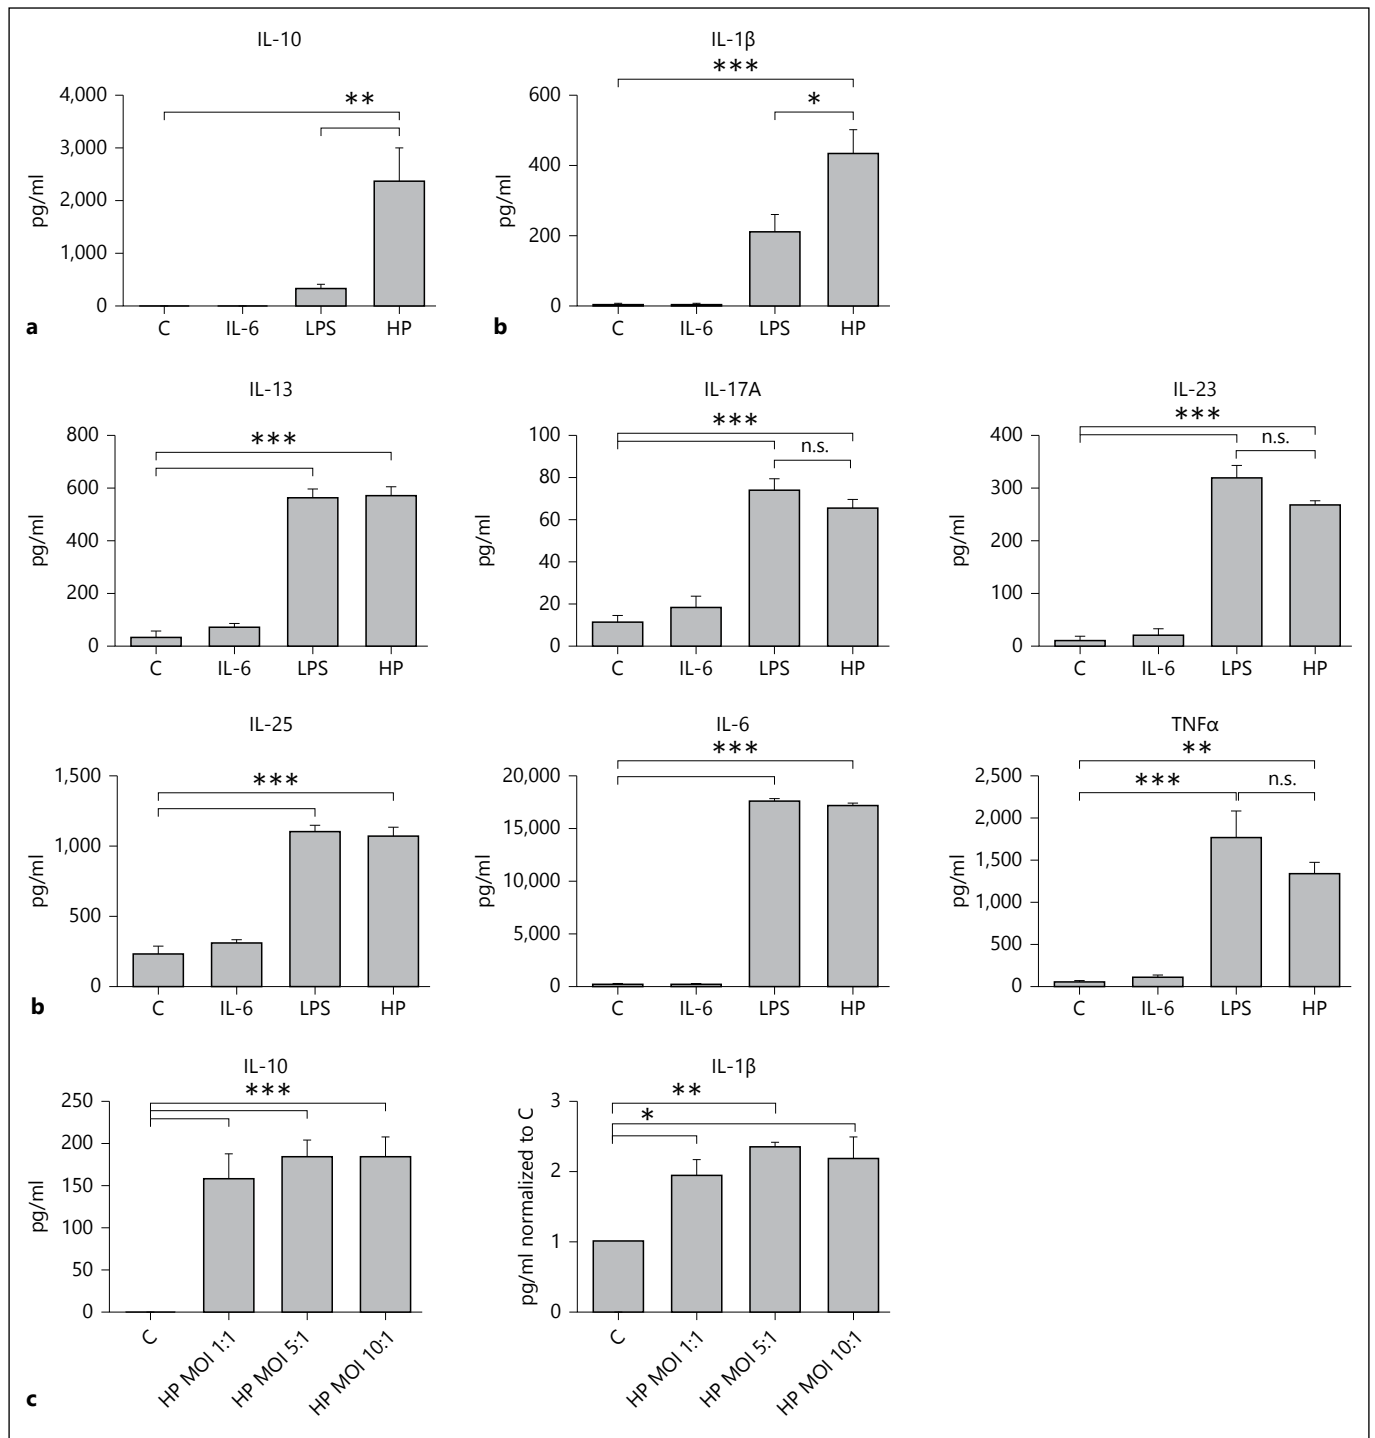 IL-10
**
4,000
3,000
2,000
1,000
0
pg/ml
C IL-6 LPS HP
a
IL-1β
***
*
600
400
200
0
pg/ml
C IL-6 LPS HP
b
IL-13
***
800
600
400
200
0
pg/ml
C IL-6 LPS HP
IL-17A
***
n.s.
100
80
60
40
20
0
pg/ml
C IL-6 LPS HP
IL-23
***
n.s.
400
300
200
100
0
pg/ml
C IL-6 LPS HP
IL-25
***
1,500
1,000
500
0
pg/ml
C IL-6 LPS HP
b
IL-6
***
20,000
15,000
10,000
5,000
0
pg/ml
C IL-6 LPS HP
TNFα
**
***
n.s.
2,500
2,000
1,500
1,000
500
0
pg/ml
C IL-6 LPS HP
IL-10
***
250
200
150
100
50
0
pg/ml
C
HP MOI 1:1
HP MOI 5:1
HP MOI 10:1
c
IL-1β
**
*
3
2
1
0
pg/ml normalized to C
C
HP MOI 1:1
HP MOI 5:1
HP MOI 10:1